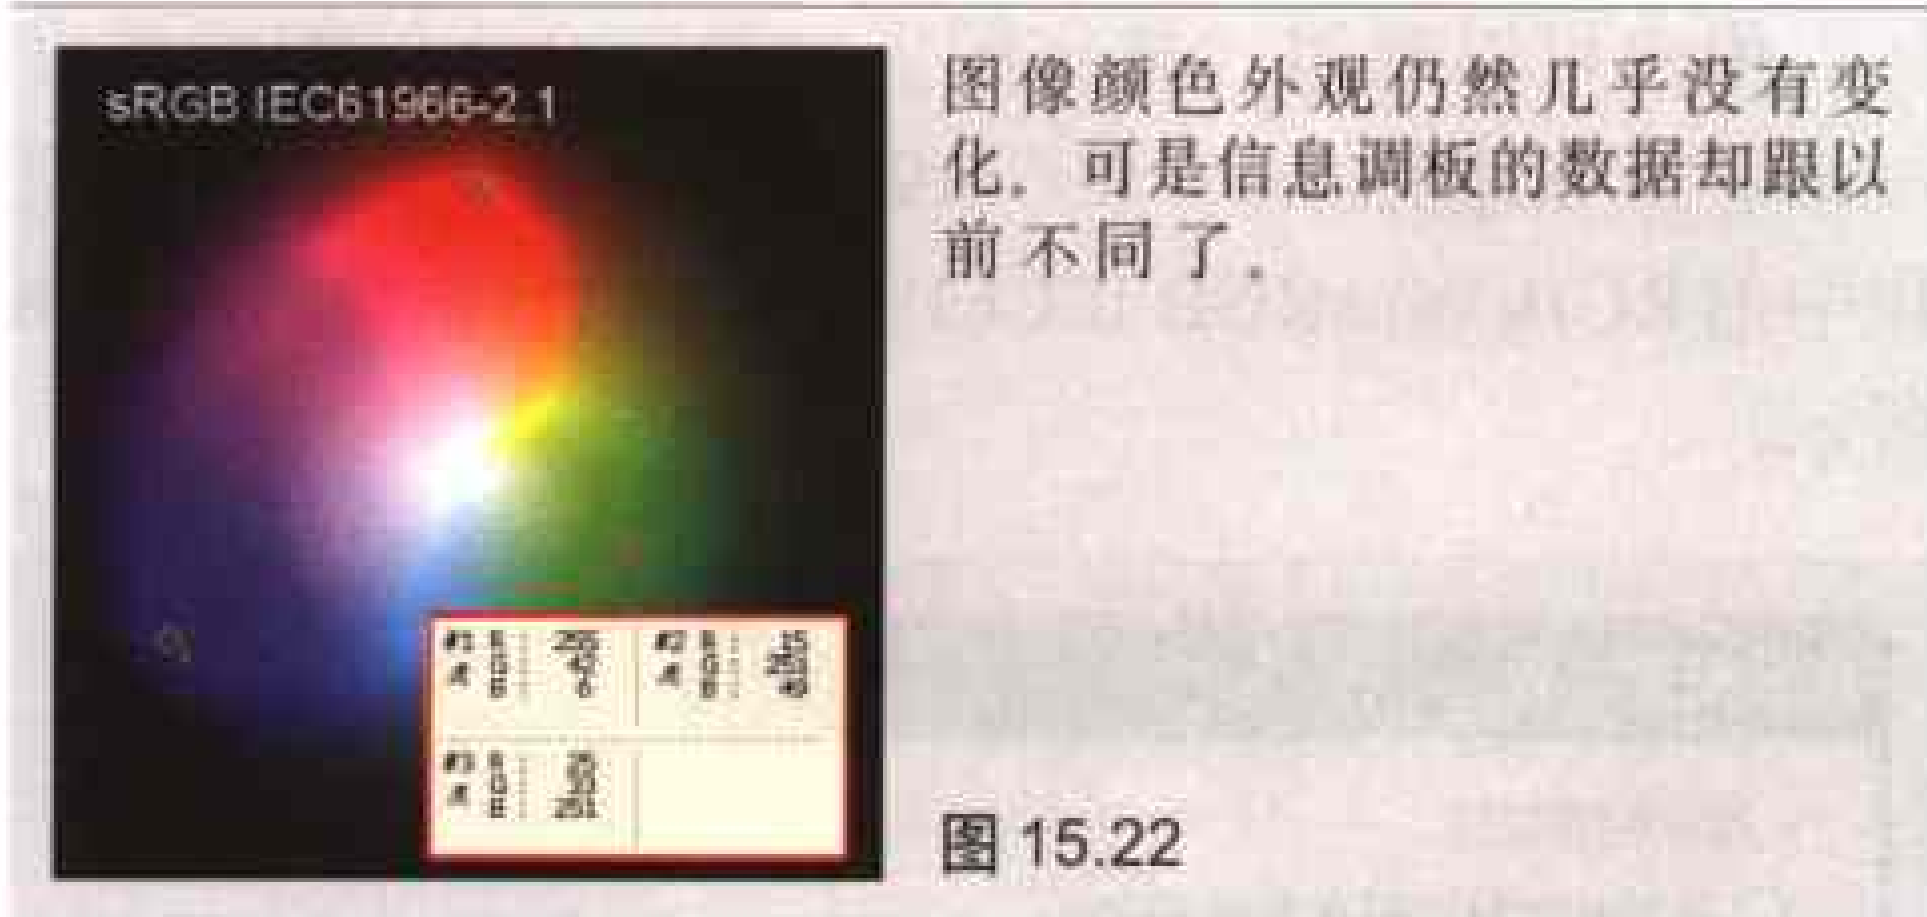 sRGB IEC61966-2.1
图像颜色外观仍然几乎没有变
化，可是信息调板的数据却跟以
前不同了。
图 15.22